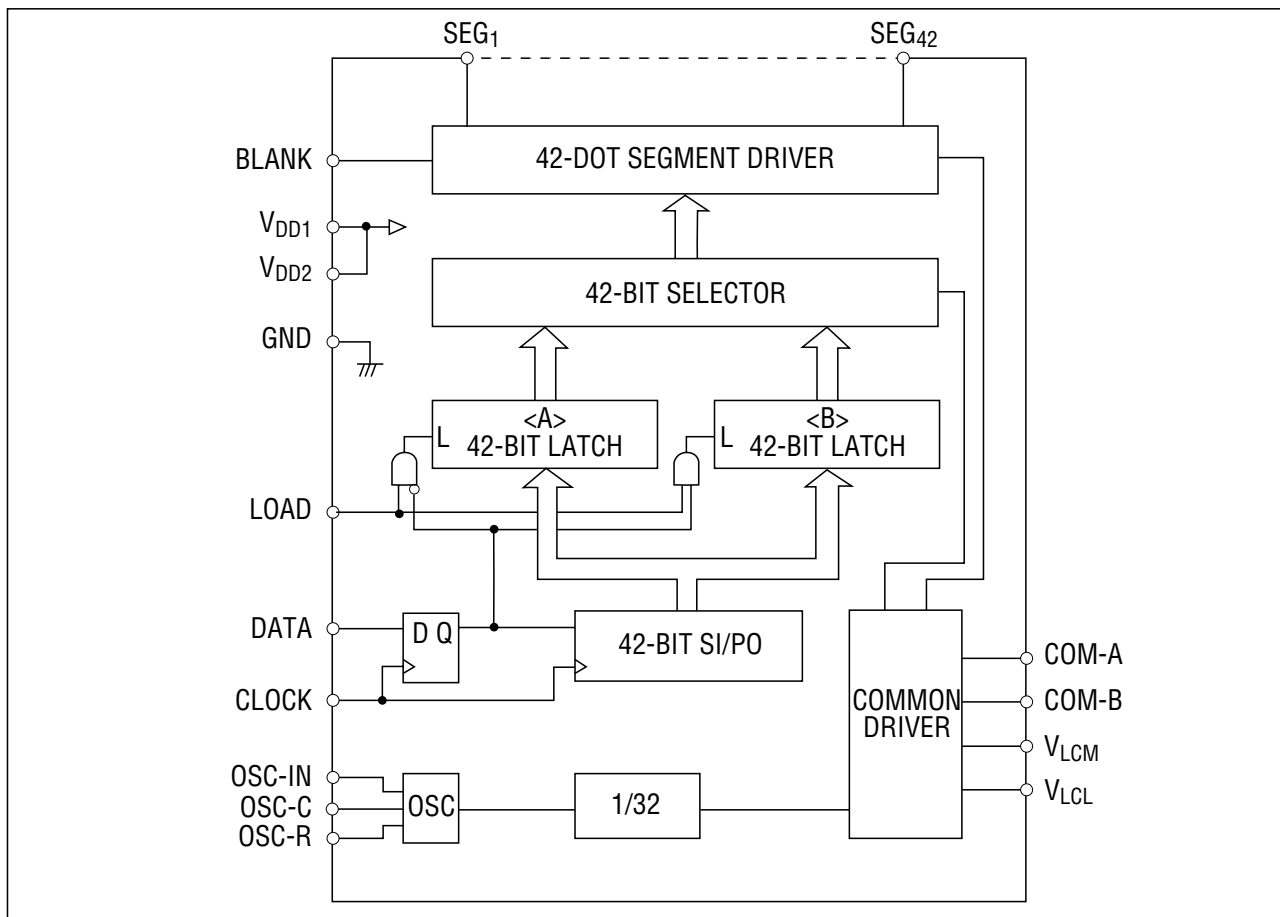 SEG1 SEG42
BLANK
42-DOT SEGMENT DRIVER
VDD1
VDD2
42-BIT SELECTOR
GND
<A>
L 42-BIT LATCH
<B>
L 42-BIT LATCH
LOAD
DATA
D Q
42-BIT SI/PO
CLOCK
COMMON
DRIVER
COM-A
COM-B
VLCM
VLCL
OSC-IN
OSC-C
OSC-R
OSC
1/32